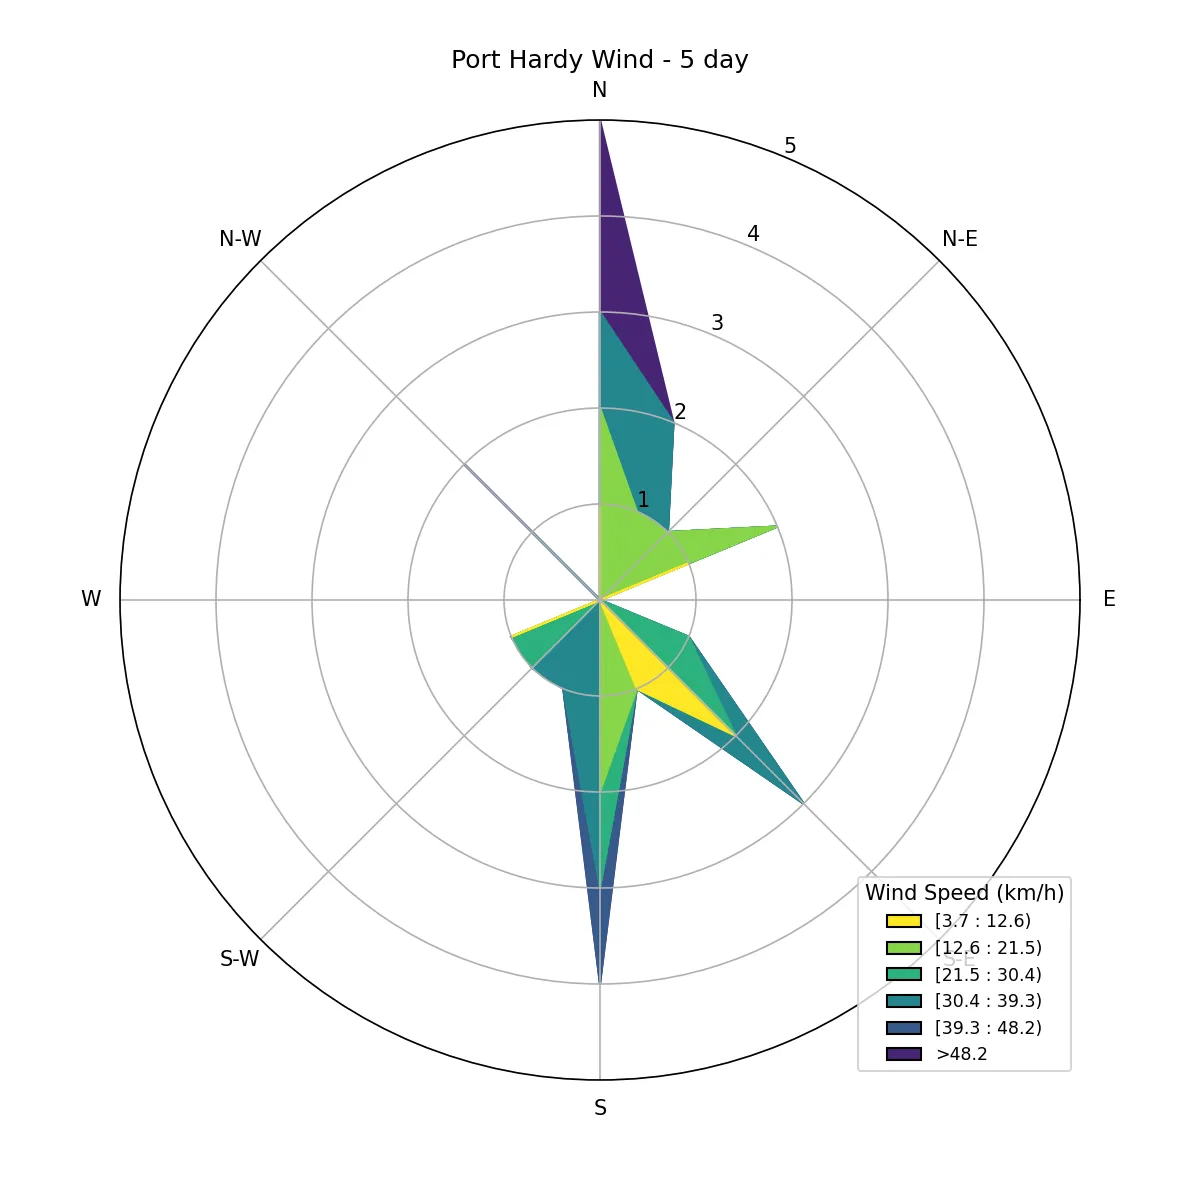 Port Hardy Wind - 5 day
N
5
N-W
N-E
4
3
2
1
W
E
S-W
S-E
Wind Speed (km/h)
[3.7 : 12.6)
[12.6 : 21.5)
[21.5 : 30.4)
[30.4 : 39.3)
[39.3 : 48.2)
>48.2
S